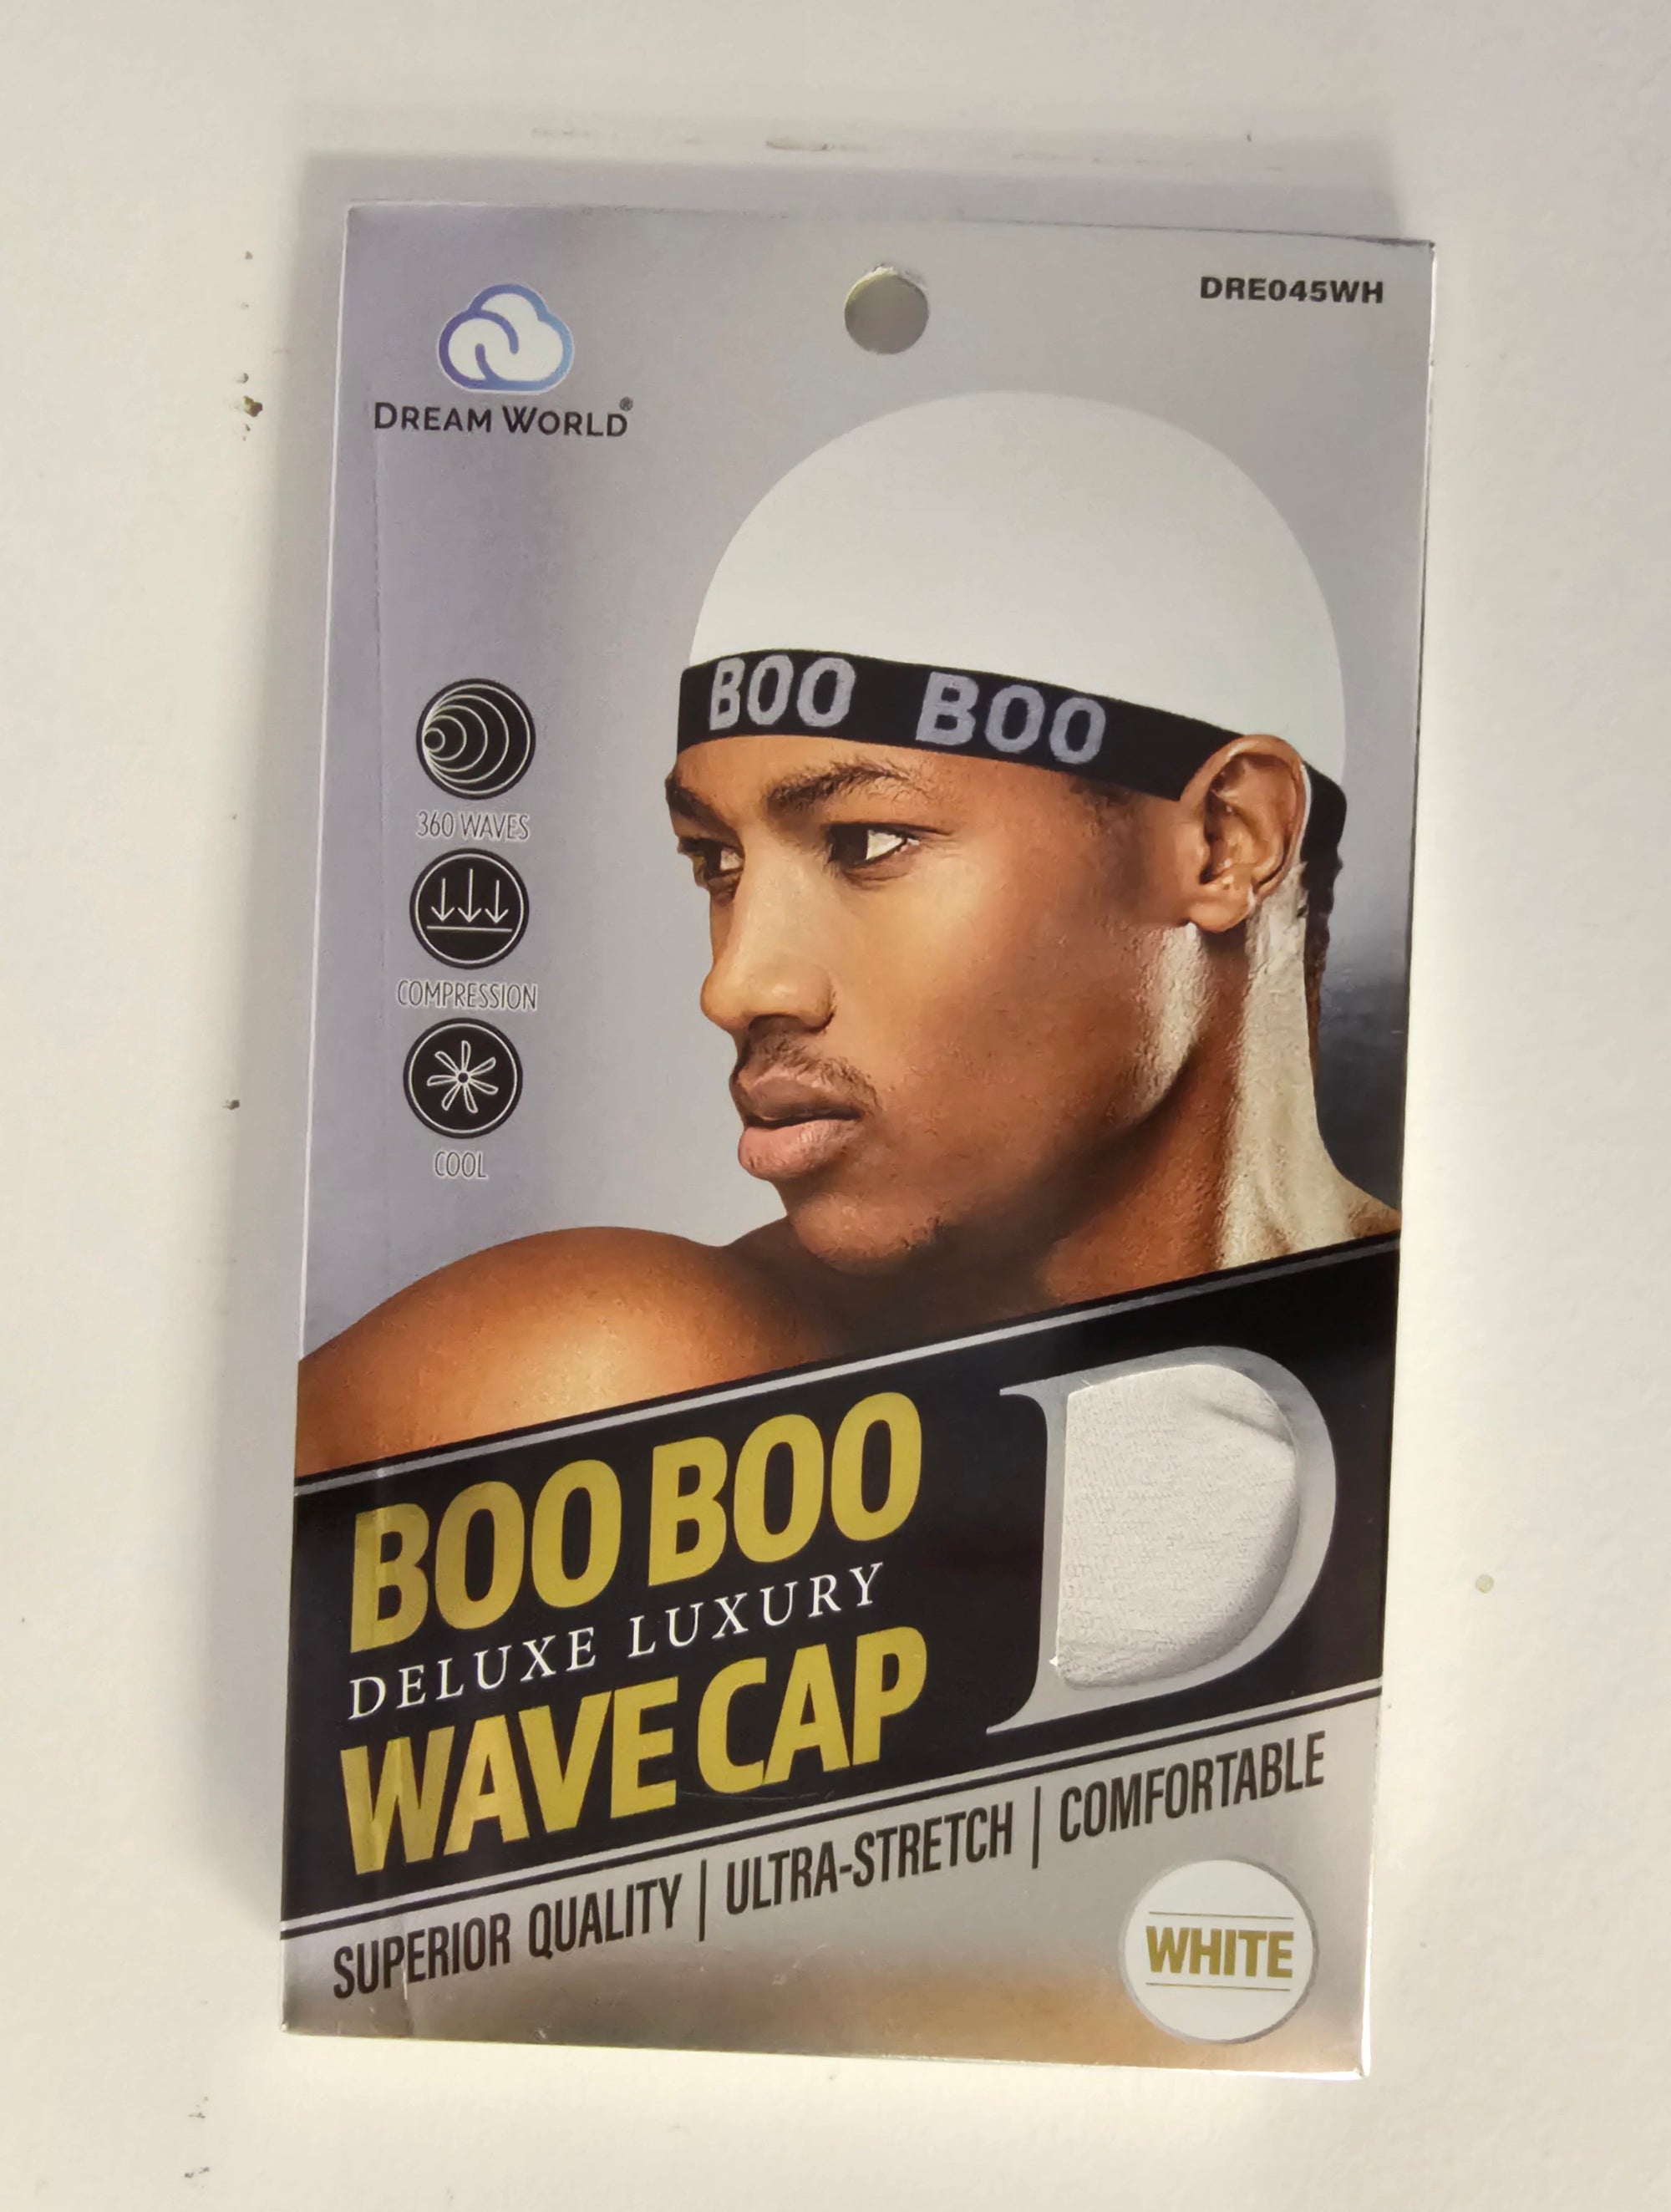 DRE045WH
DREAM WORLD®
BOO BOO
360 WAVES
COMPRESSION
COOL
BOO BOO
DELUXE LUXURY
WAVE CAP
D
SUPERIOR QUALITY | ULTRA-STRETCH | COMFORTABLE
WHITE